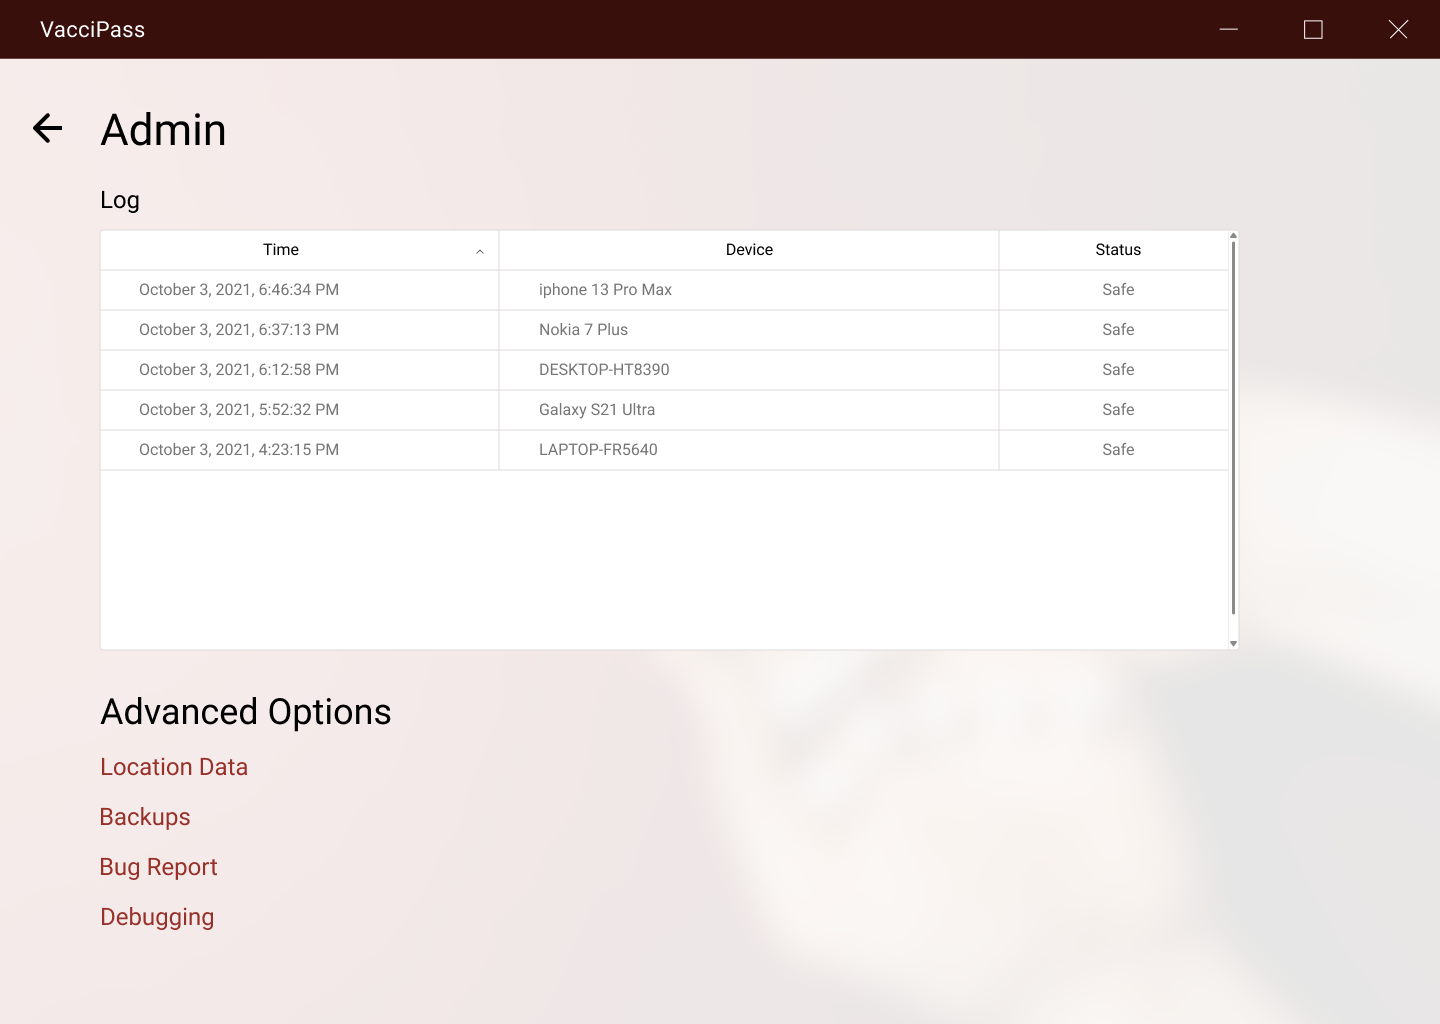 VacciPass
Admin
Log
Time Device Status
October 3, 2021, 6:46:34 PM iphone 13 Pro Max Safe
October 3, 2021, 6:37:13 PM Nokia 7 Plus Safe
October 3, 2021, 6:12:58 PM DESKTOP-HT8390 Safe
October 3, 2021, 5:52:32 PM Galaxy S21 Ultra Safe
October 3, 2021, 4:23:15 PM LAPTOP-FR5640 Safe
Advanced Options
Location Data
Backups
Bug Report
Debugging